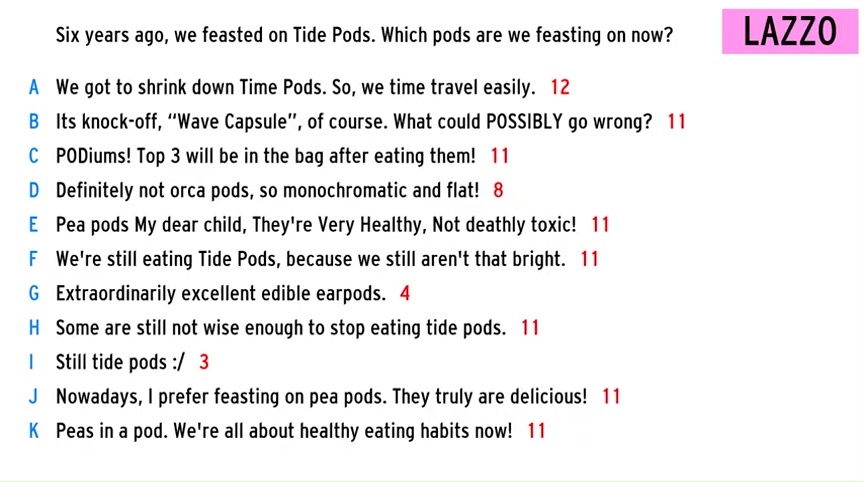 Six years ago, we feasted on Tide Pods. Which pods are we feasting on now?
LAZZO
A We got to shrink down Time Pods. So, we time travel easily. 12
B Its knock-off, “Wave Capsule”, of course. What could POSSIBLY go wrong? 11
C PODiums! Top 3 will be in the bag after eating them! 11
D Definitely not orca pods, so monochromatic and flat! 8
E Pea pods My dear child, They're Very Healthy, Not deathly toxic! 11
F We're still eating Tide Pods, because we still aren't that bright. 11
G Extraordinarily excellent edible earpods. 4
H Some are still not wise enough to stop eating tide pods. 11
I Still tide pods :/ 3
J Nowadays, I prefer feasting on pea pods. They truly are delicious! 11
K Peas in a pod. We're all about healthy eating habits now! 11